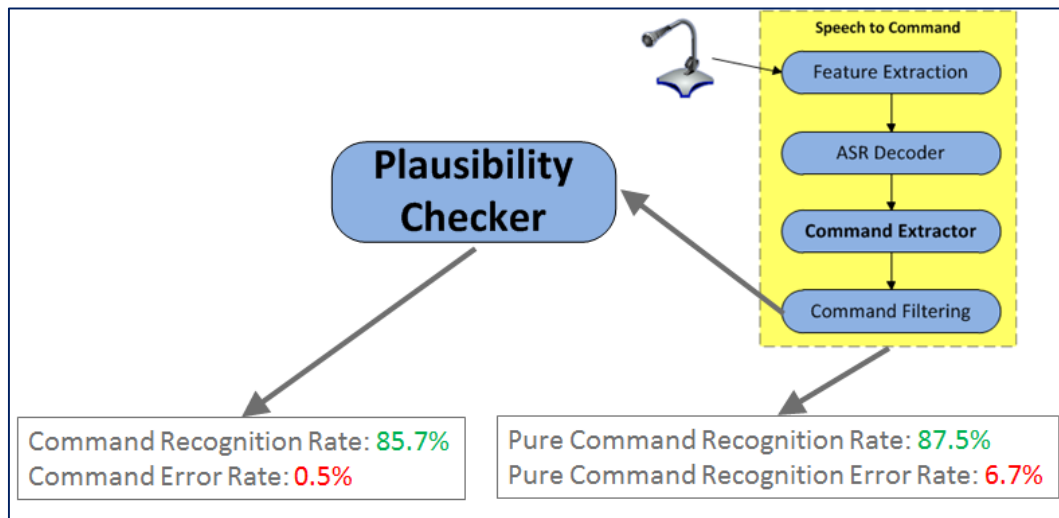 Speech to Command
Feature Extraction
ASR Decoder
Command Extractor
Command Filtering
Plausibility
Checker
Command Recognition Rate: 85.7%
Command Error Rate: 0.5%
Pure Command Recognition Rate: 87.5%
Pure Command Recognition Error Rate: 6.7%